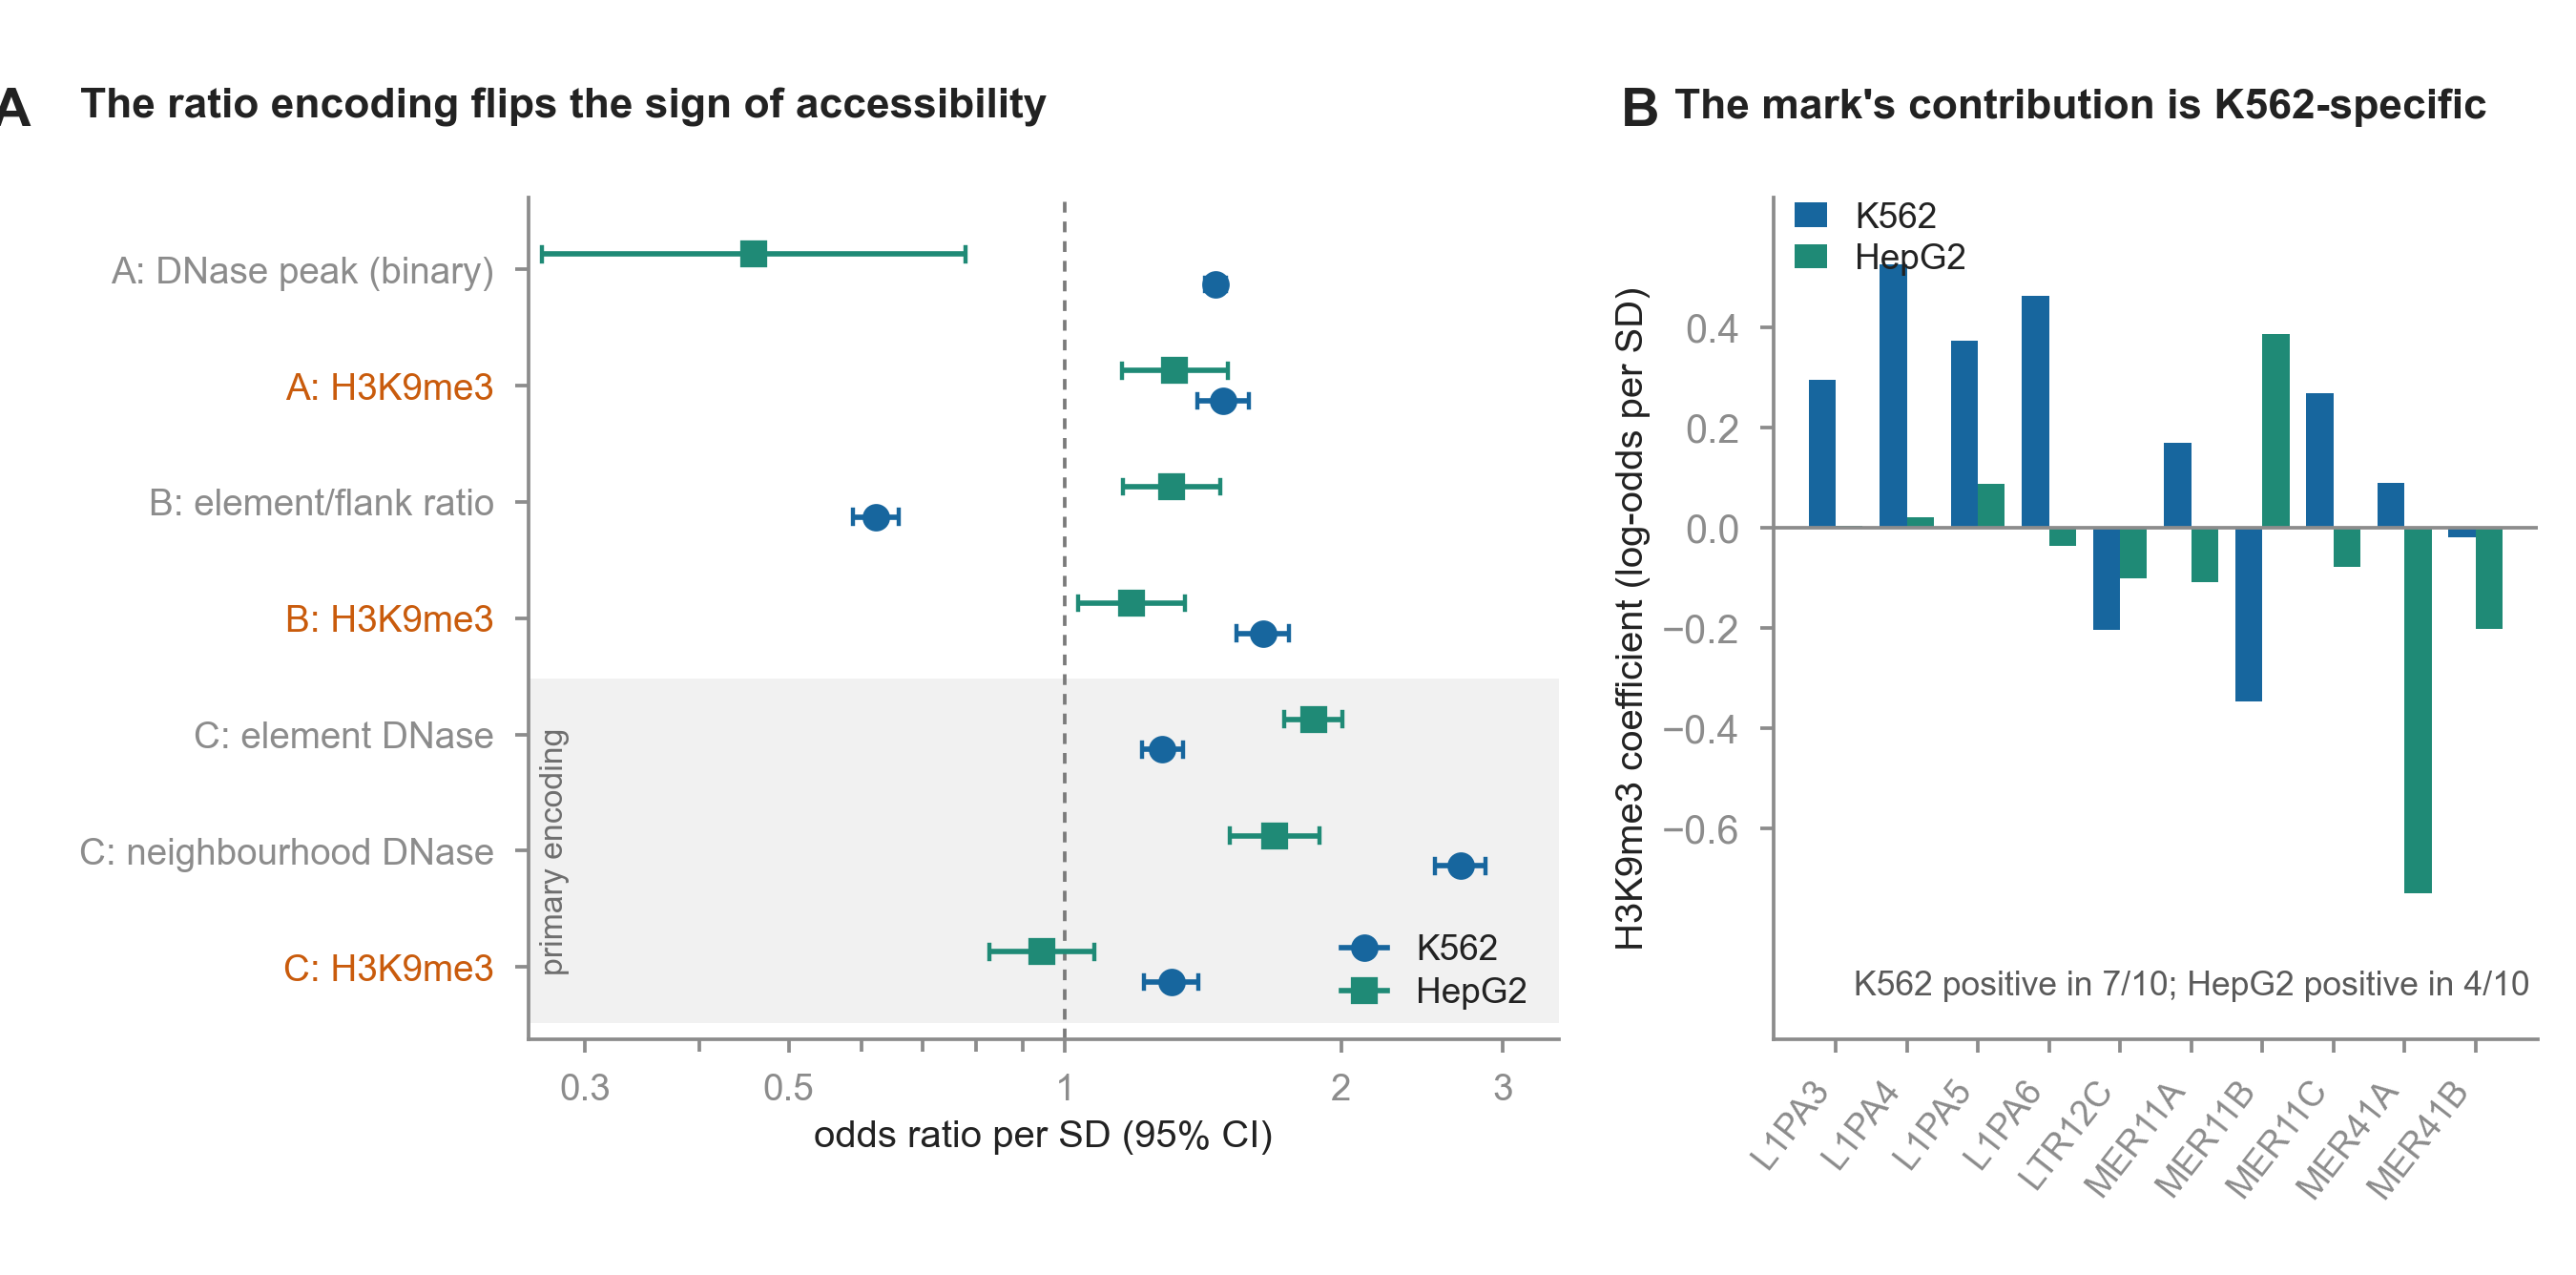 A The ratio encoding flips the sign of accessibility
A: DNase peak (binary)
A: H3K9me3
B: element/flank ratio
B: H3K9me3
C: element DNase
C: neighbourhood DNase
C: H3K9me3
primary encoding
K562
HepG2
0.3 0.5 1 2 3
odds ratio per SD (95% CI)
B The mark's contribution is K562-specific
K562
HepG2
H3K9me3 coefficient (log-odds per SD)
0.4
0.2
0.0
−0.2
−0.4
−0.6
K562 positive in 7/10; HepG2 positive in 4/10
L1PA3
L1PA4
L1PA5
L1PA6
LTR12C
MER11A
MER11B
MER11C
MER41A
MER41B